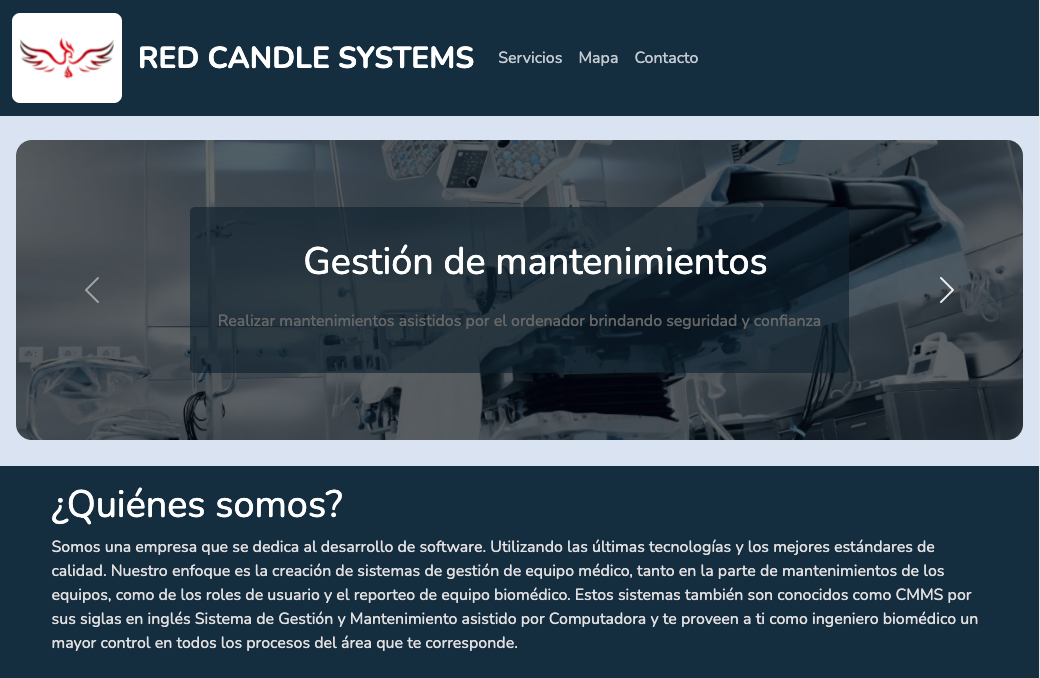 RED CANDLE SYSTEMS
Servicios Mapa Contacto
Gestión de mantenimientos
Realizar mantenimientos asistidos por el ordenador brindando seguridad y confianza
¿Quiénes somos?
Somos una empresa que se dedica al desarrollo de software. Utilizando las últimas tecnologías y los mejores estándares de
calidad. Nuestro enfoque es la creación de sistemas de gestión de equipo médico, tanto en la parte de mantenimientos de los
equipos, como de los roles de usuario y el reporteo de equipo biomédico. Estos sistemas también son conocidos como CMMS por
sus siglas en inglés Sistema de Gestión y Mantenimiento asistido por Computadora y te proveen a ti como ingeniero biomédico un
mayor control en todos los procesos del área que te corresponde.